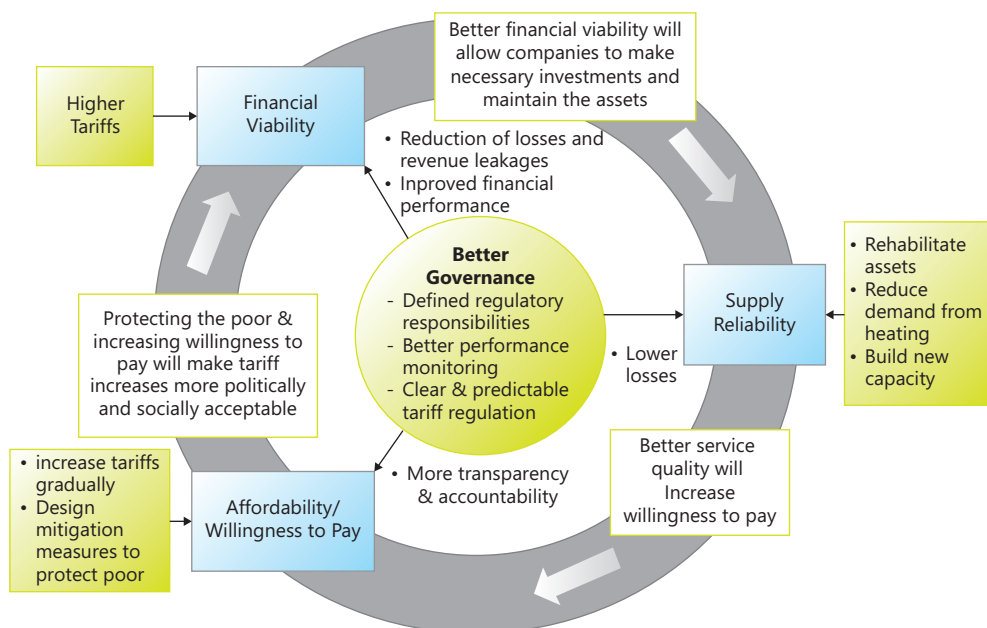 Better financial viability will
allow companies to make
necessary investments and
maintain the assets
Higher
Tariffs
Financial
Viability
• Reduction of losses and
revenue leakages
• Inproved financial
performance
Better
Governance
- Defined regulatory
responsibilities
- Better performance
monitoring
- Clear & predictable
tariff regulation
Supply
Reliability
• Rehabilitate
assets
• Reduce
demand from
heating
• Build new
capacity
Protecting the poor &
increasing willingness to
pay will make tariff
increases more politically
and socially acceptable
• Lower
losses
Better service
quality will
Increase
willingness to pay
• More transparency
& accountability
• increase tariffs
gradually
• Design
mitigation
measures to
protect poor
Affordability/
Willingness to Pay